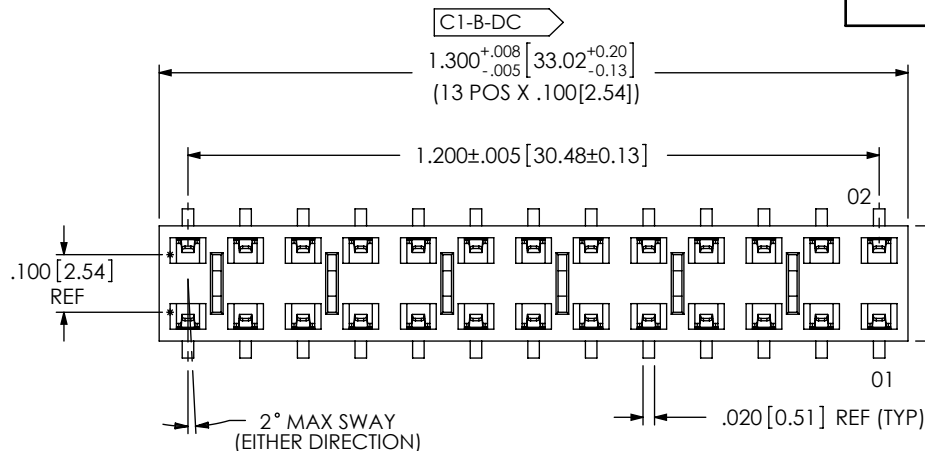 C1-B-DC
1.300+.008-.005[33.02+0.20-0.13]
(13 POS X .100[2.54])
1.200±.005[30.48±0.13]
02
.100[2.54]
REF
*
*
01
2° MAX SWAY
(EITHER DIRECTION)
.020[0.51] REF (TYP)